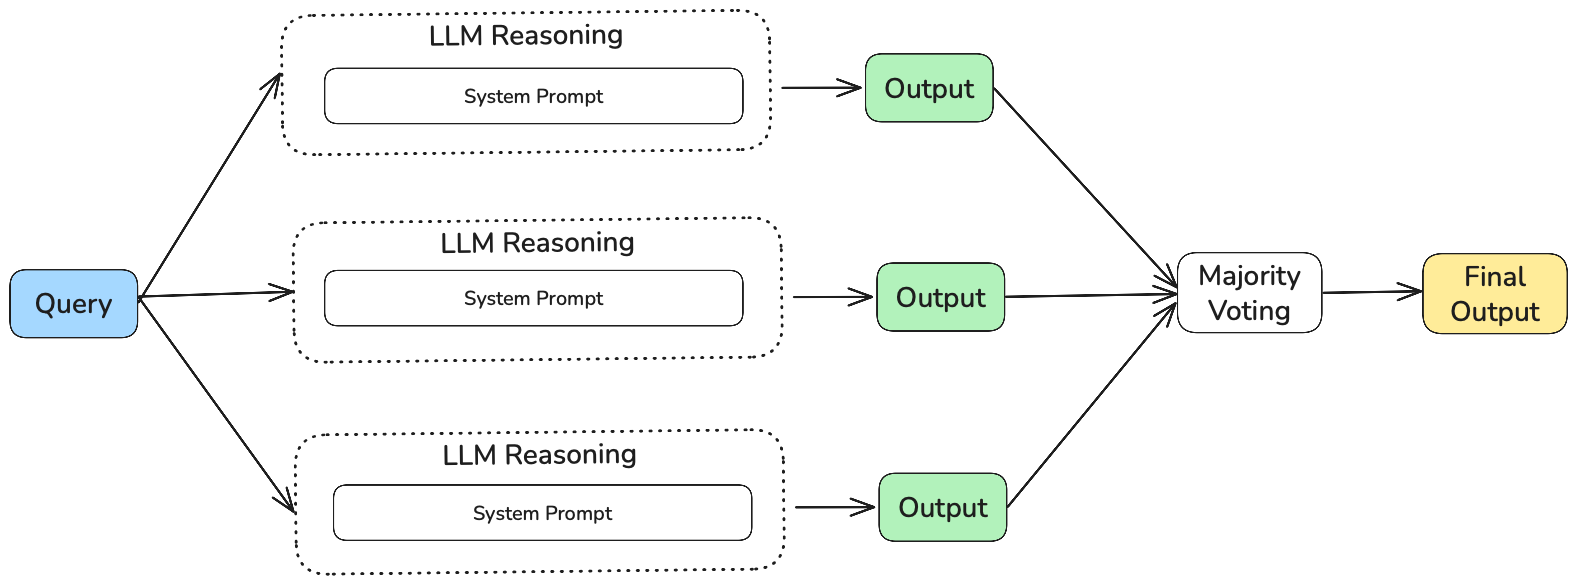 LLM Reasoning
System Prompt
Output
Query
LLM Reasoning
System Prompt
Output
Majority
Voting
Final
Output
LLM Reasoning
System Prompt
Output